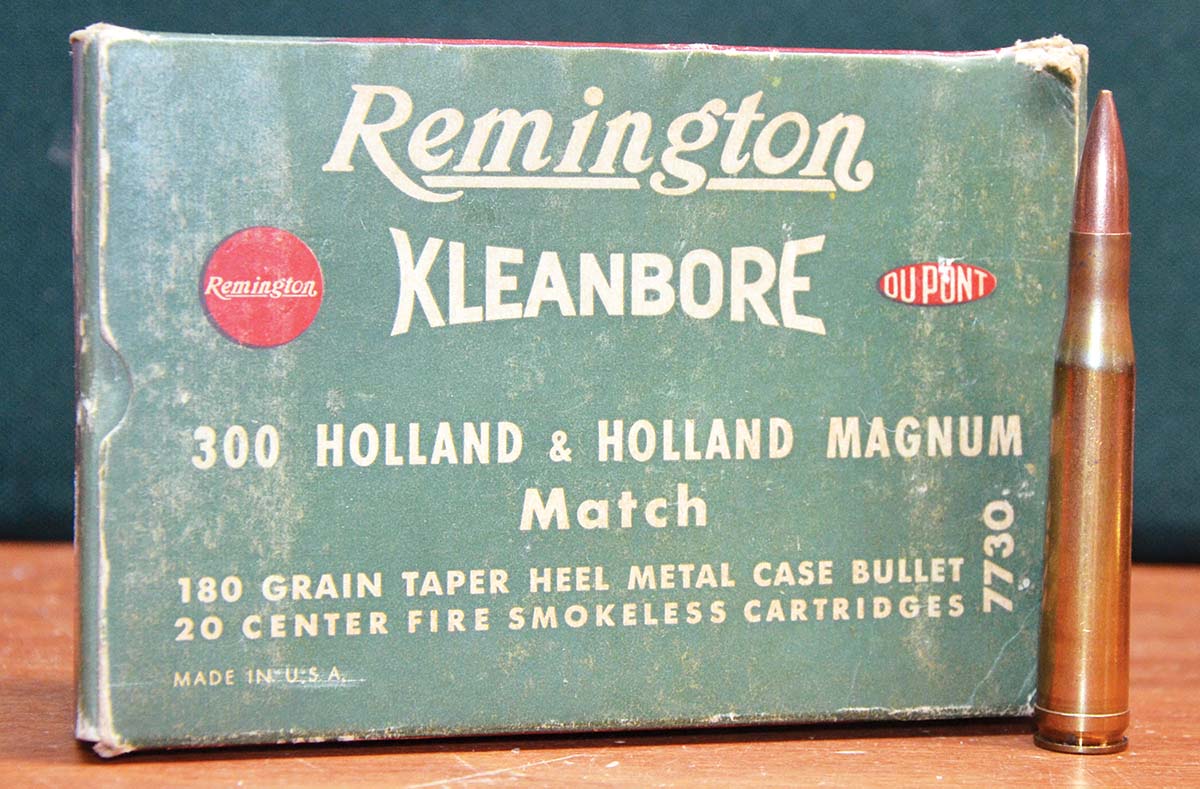 Remington
KLEANBORE
Remington
DU PONT
300 HOLLAND & HOLLAND MAGNUM
Match
180 GRAIN TAPER HEEL METAL CASE BULLET
20 CENTER FIRE SMOKELESS CARTRIDGES
7730.
MADE IN U.S.A.